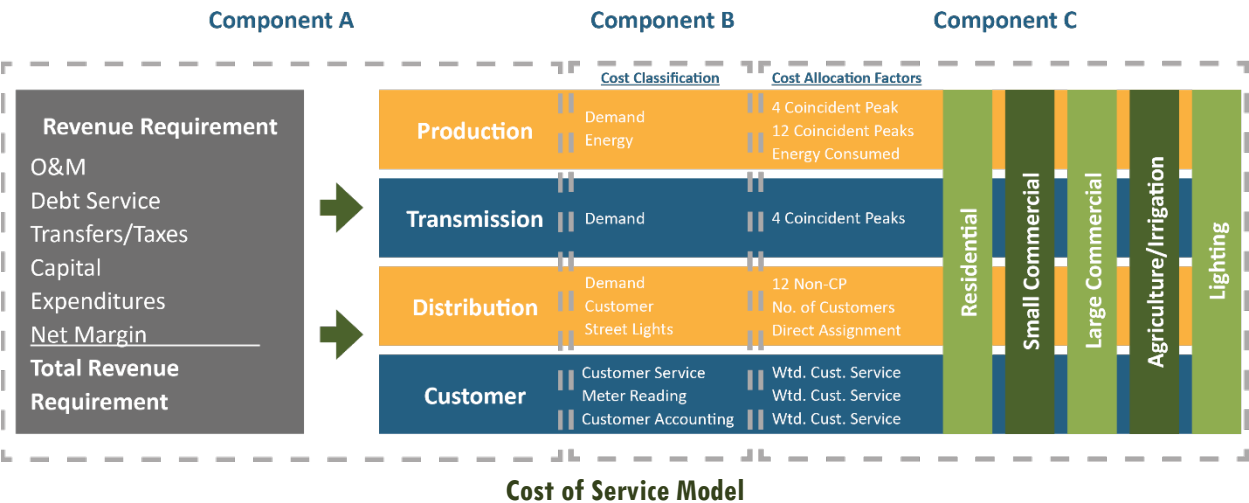 Component A
Component B
Component C
Revenue Requirement
O&M
Debt Service
Transfers/Taxes
Capital
Expenditures
Net Margin
Total Revenue
Requirement
Production
Transmission
Distribution
Customer
Cost Classification
Demand
Energy
Demand
Demand
Customer
Street Lights
Customer Service
Meter Reading
Customer Accounting
Cost Allocation Factors
4 Coincident Peak
12 Coincident Peaks
Energy Consumed
4 Coincident Peaks
12 Non-CP
No. of Customers
Direct Assignment
Wtd. Cust. Service
Wtd. Cust. Service
Wtd. Cust. Service
Residential
Small Commercial
Large Commercial
Agriculture/Irrigation
Lighting
Cost of Service Model